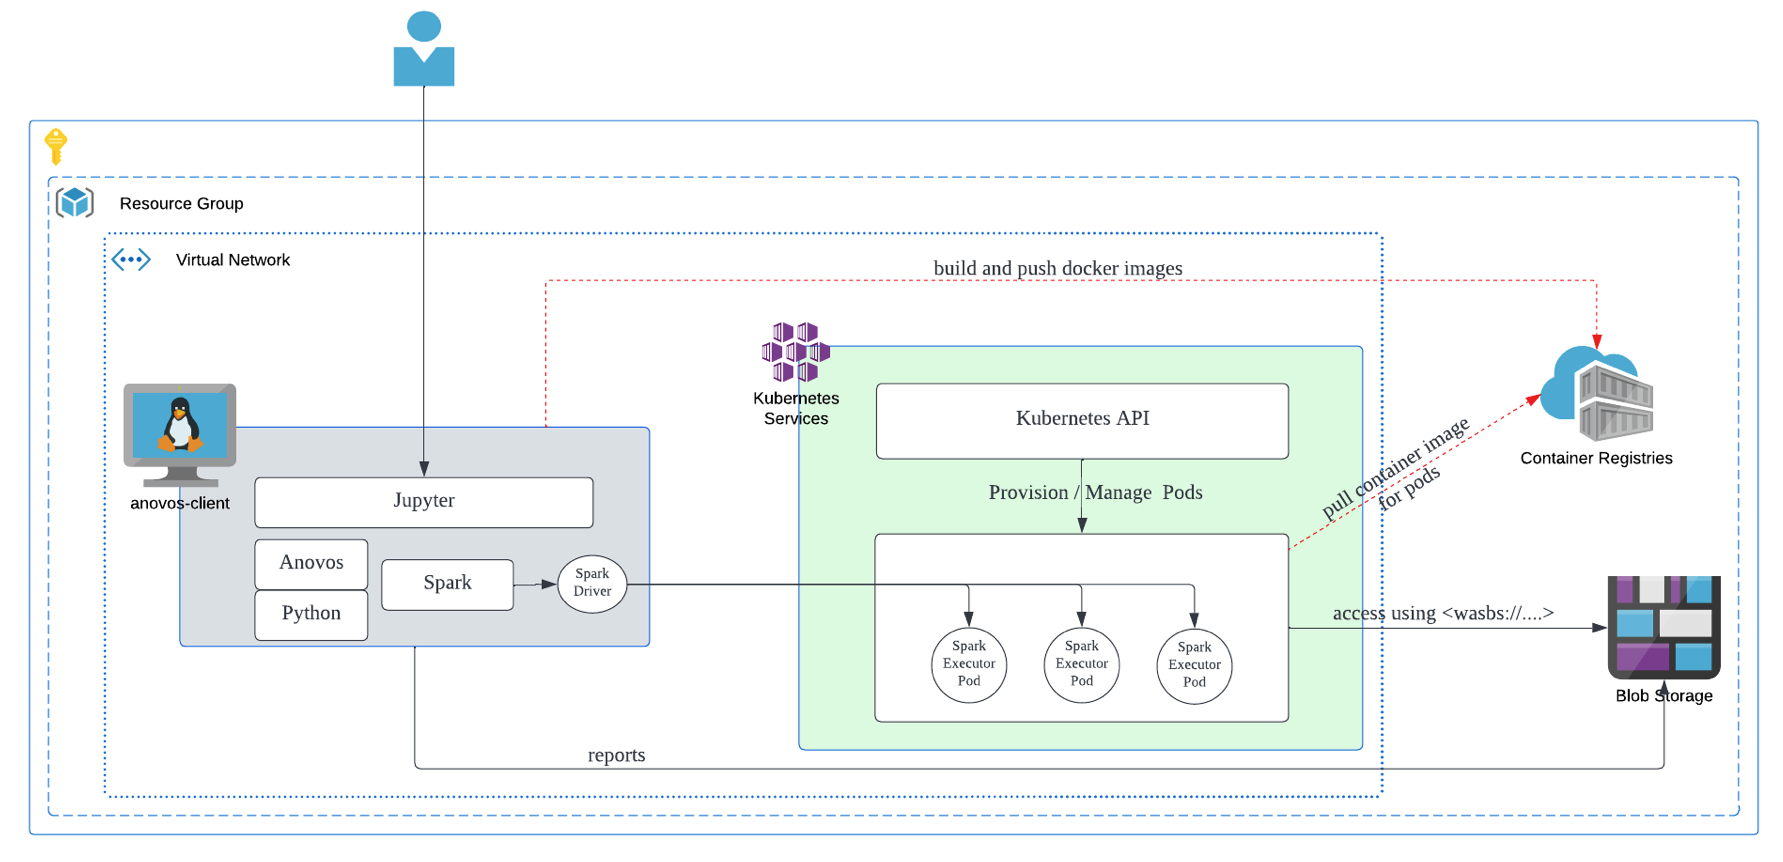 Resource Group
Virtual Network
build and push docker images
Kubernetes
Services
Kubernetes API
Provision / Manage Pods
pull container image
for pods
Container Registries
anovos-client
Jupyter
Anovos
Python
Spark
Spark
Driver
Spark
Executor
Pod
Spark
Executor
Pod
Spark
Executor
Pod
access using <wasbs://....>
Blob Storage
reports